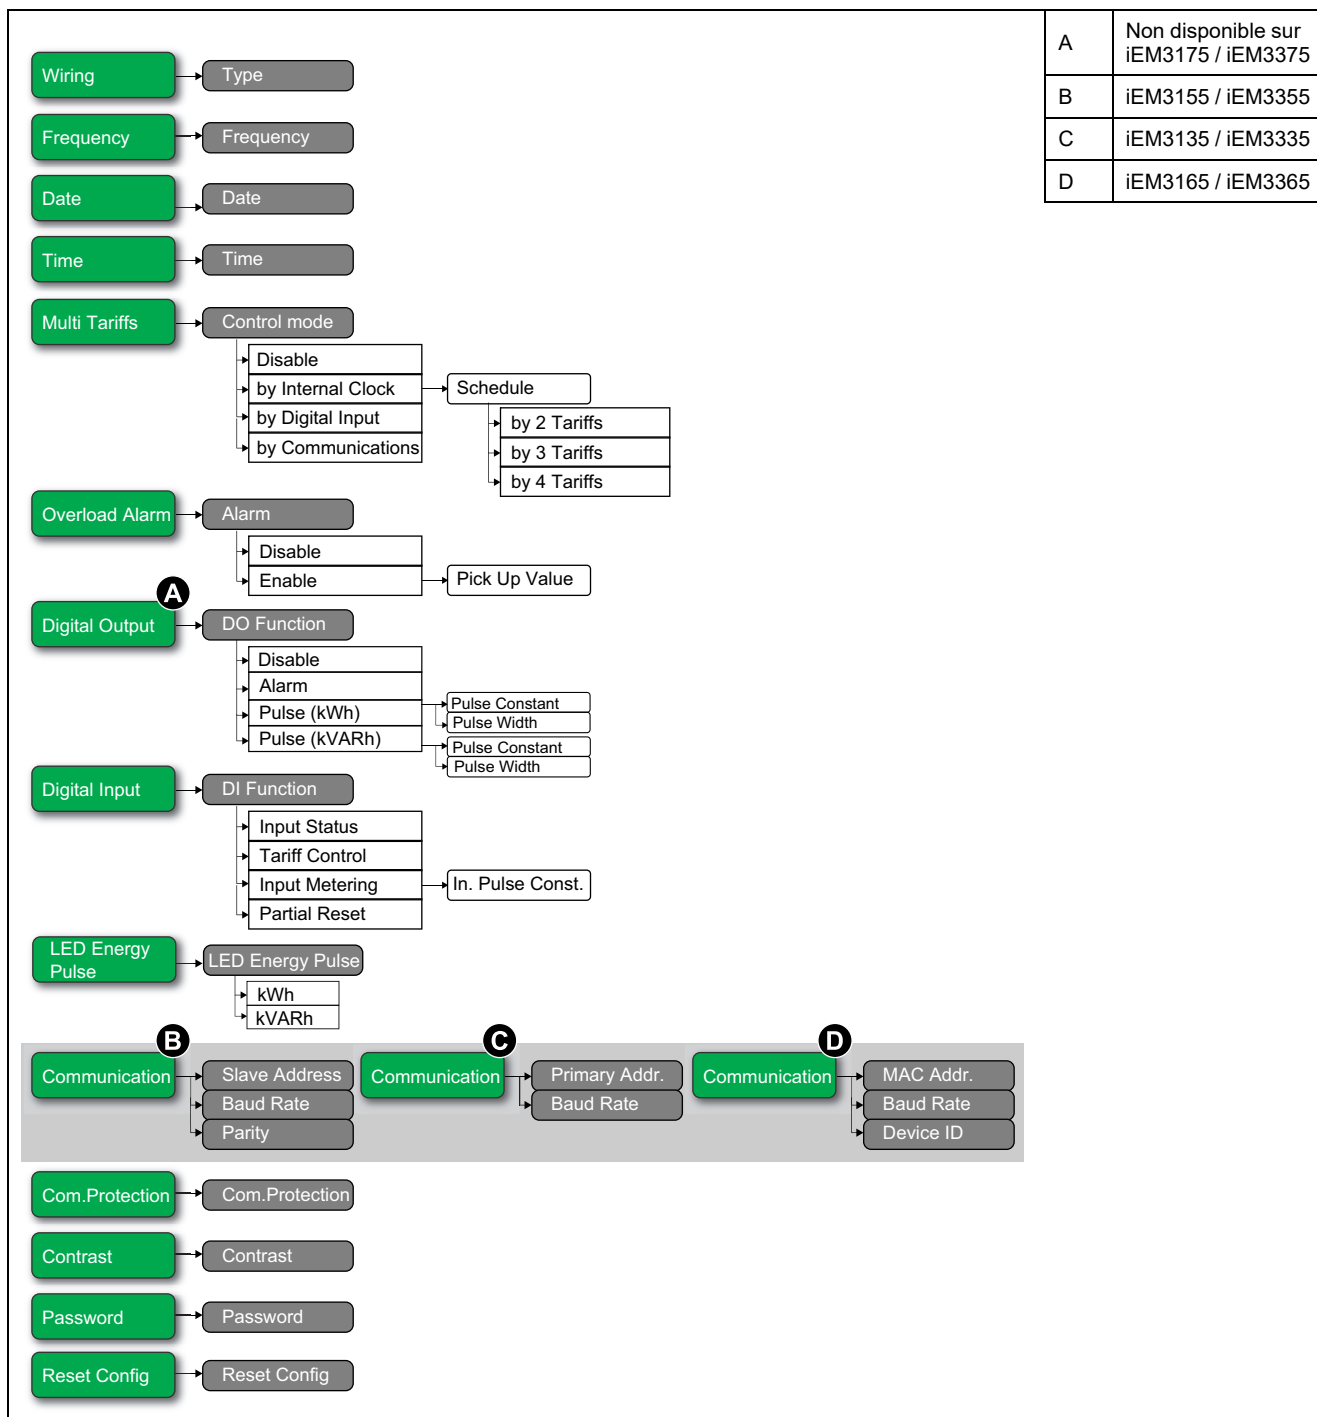 A
Non disponible sur
iEM3175 / iEM3375
B
iEM3155 / iEM3355
C
iEM3135 / iEM3335
D
iEM3165 / iEM3365
Wiring
Type
Frequency
Frequency
Date
Date
Time
Time
Multi Tariffs
Control mode
Disable
by Internal Clock
Schedule
by Digital Input
by Communications
by 2 Tariffs
by 3 Tariffs
by 4 Tariffs
Overload Alarm
Alarm
Disable
Enable
Pick Up Value
A
Digital Output
DO Function
Disable
Alarm
Pulse (kWh)
Pulse Constant
Pulse Width
Pulse (kVARh)
Pulse Constant
Pulse Width
Digital Input
DI Function
Input Status
Tariff Control
Input Metering
In. Pulse Const.
Partial Reset
LED Energy
Pulse
LED Energy Pulse
kWh
kVARh
B
Communication
Slave Address
Baud Rate
Parity
C
Communication
Primary Addr.
Baud Rate
D
Communication
MAC Addr.
Baud Rate
Device ID
Com.Protection
Com.Protection
Contrast
Contrast
Password
Password
Reset Config
Reset Config